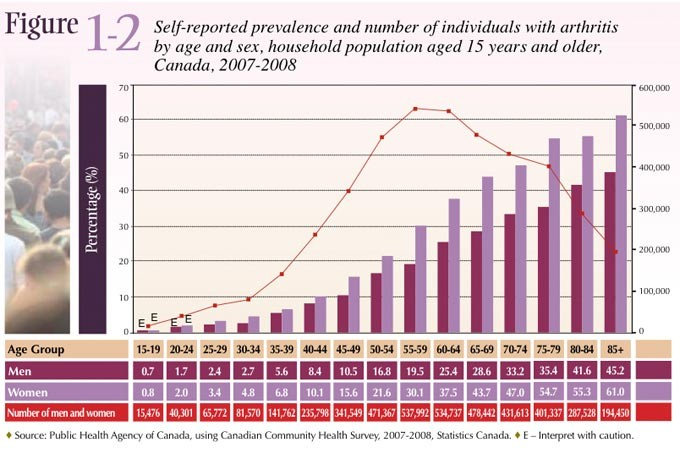 Figure 1-2
Self-reported prevalence and number of individuals with arthritis
by age and sex, household population aged 15 years and older,
Canada, 2007-2008
Percentage (%)
70
60
50
40
30
20
10
0
600,000
500,000
400,000
300,000
200,000
100,000
0
E E E E
Age Group 15-19 20-24 25-29 30-34 35-39 40-44 45-49 50-54 55-59 60-64 65-69 70-74 75-79 80-84 85+
Men 0.7 1.7 2.4 2.7 5.6 8.4 10.5 16.8 19.5 25.4 28.6 33.2 35.4 41.6 45.2
Women 0.8 2.0 3.4 4.8 6.8 10.1 15.6 21.6 30.1 37.5 43.7 47.0 54.7 55.3 61.0
Number of men and women 15,476 40,301 65,772 81,570 141,762 235,798 341,549 471,367 537,992 534,737 478,442 431,613 401,337 287,528 194,450
♦ Source: Public Health Agency of Canada, using Canadian Community Health Survey, 2007-2008, Statistics Canada. ♦ E – Interpret with caution.